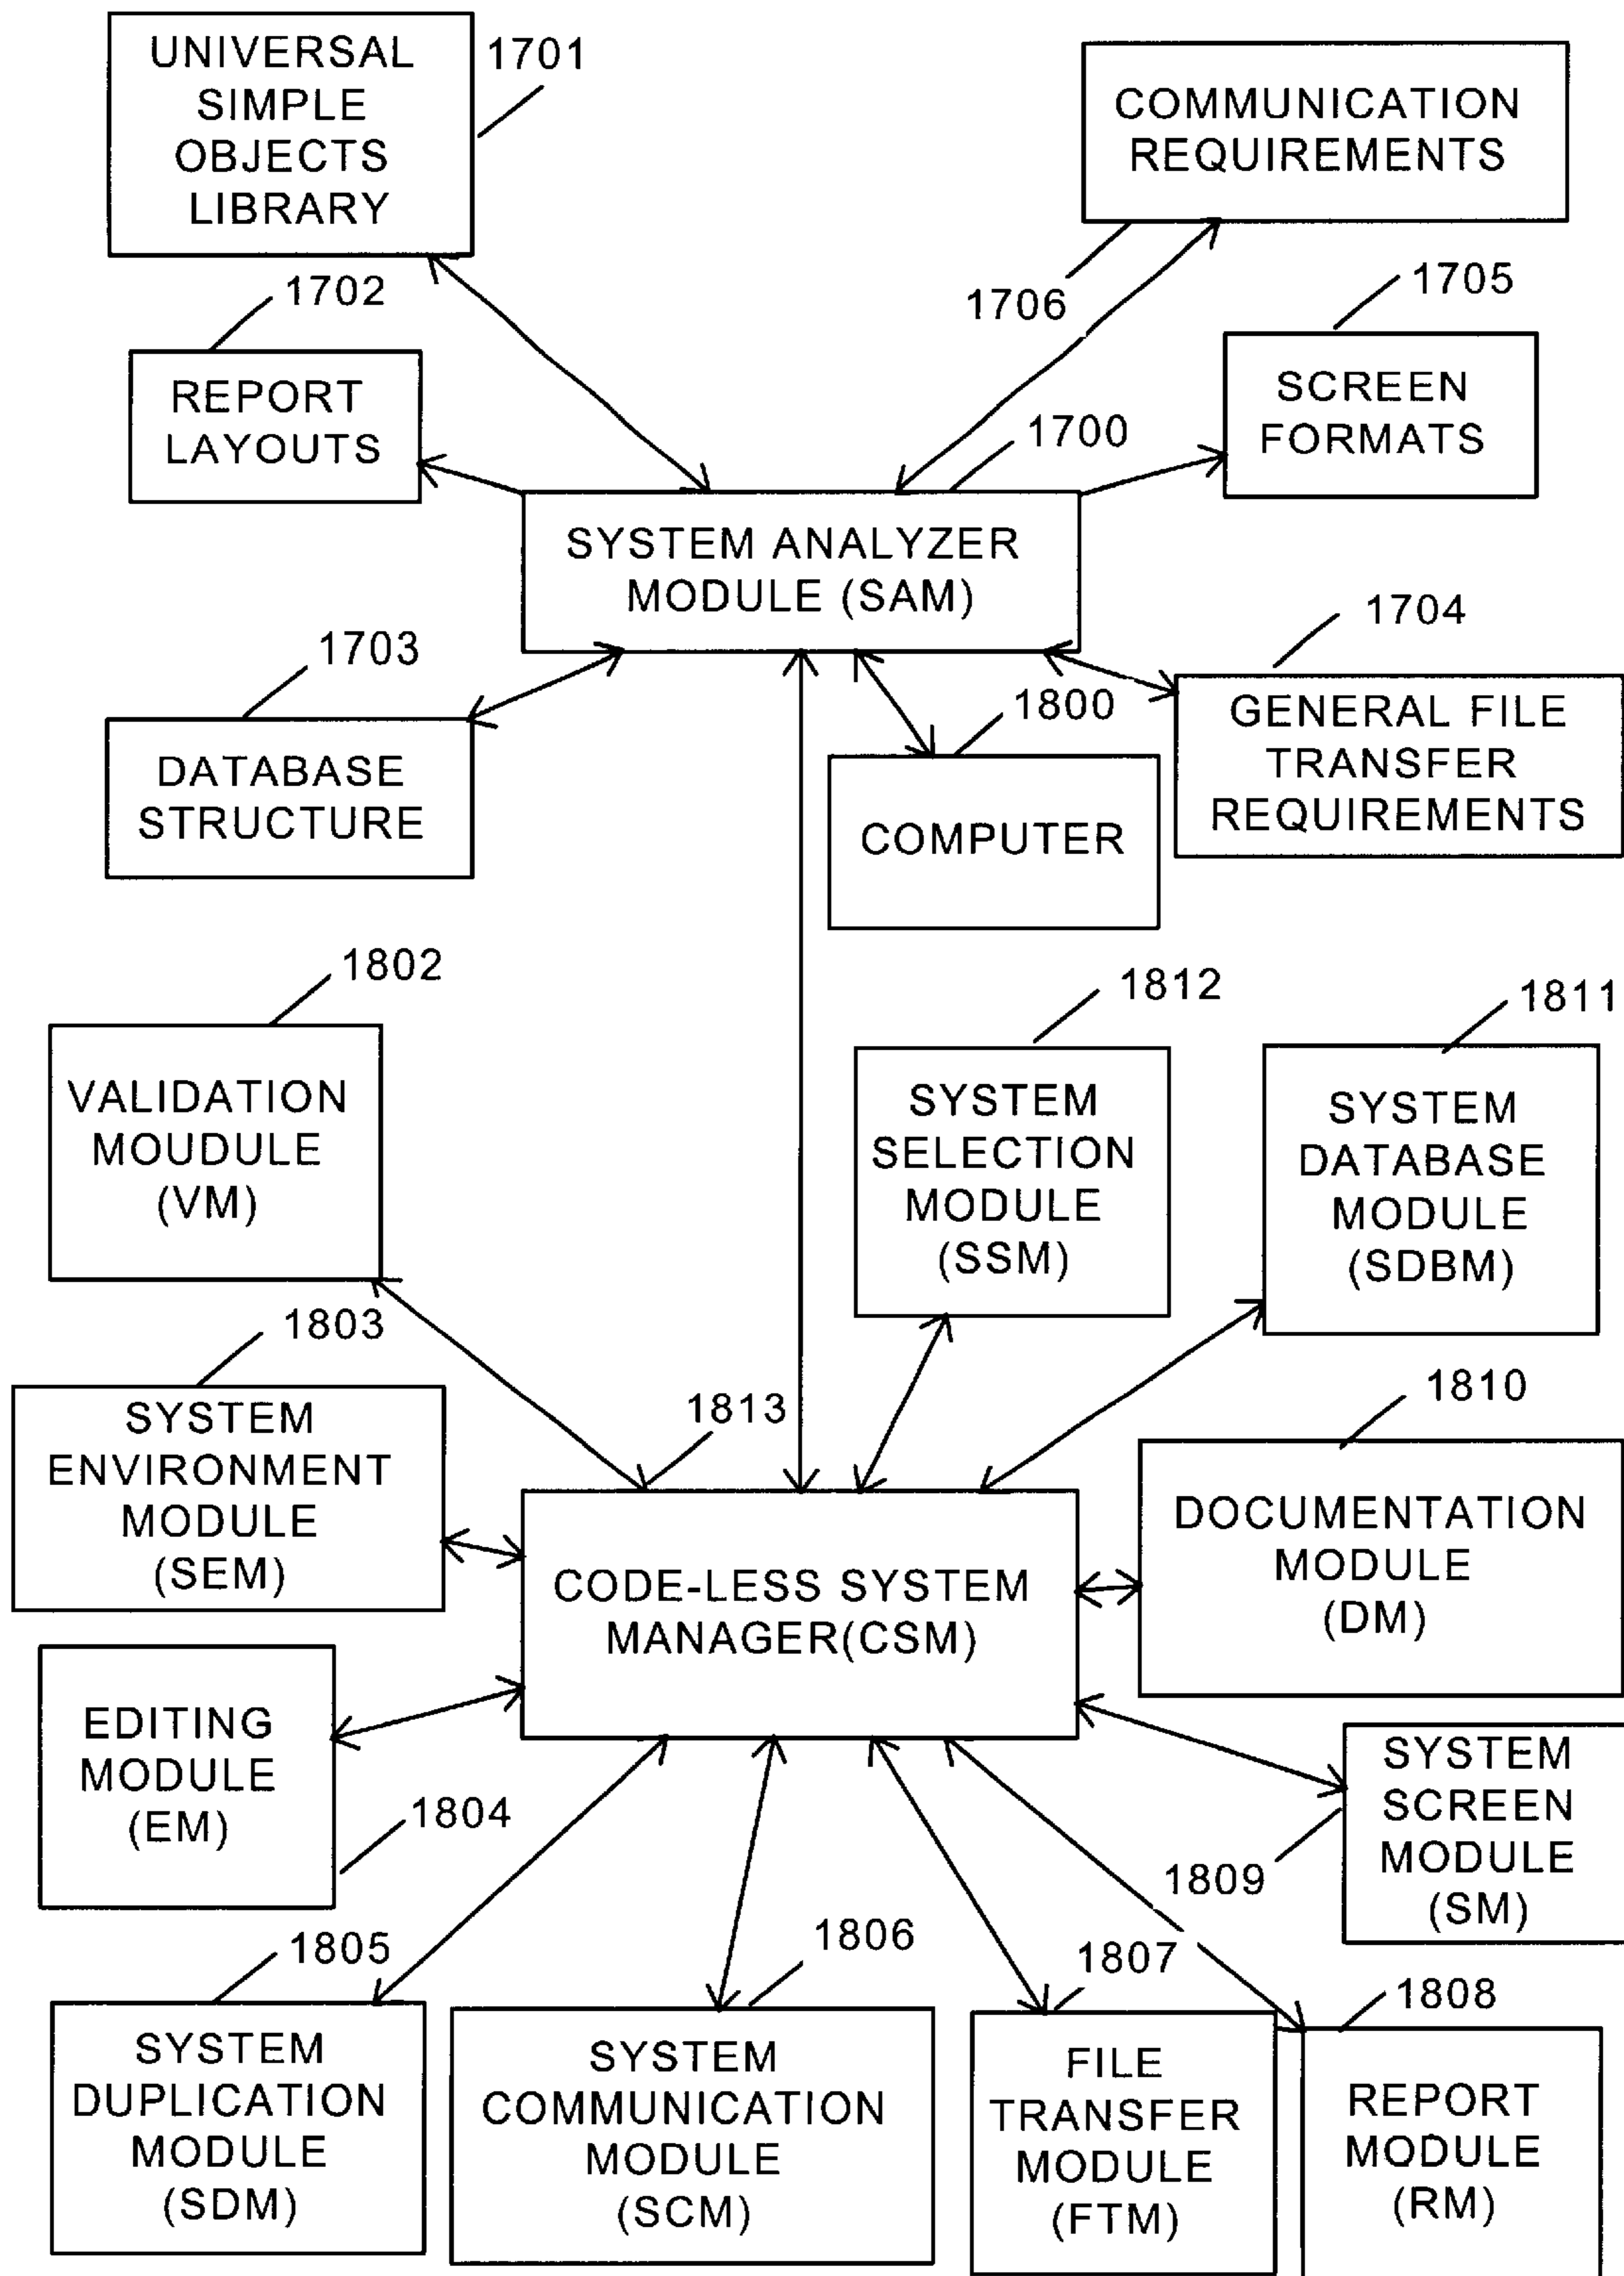 UNIVERSAL
SIMPLE
OBJECTS
LIBRARY
1701
COMMUNICATION
REQUIREMENTS
1702
1706
1705
REPORT
LAYOUTS
SCREEN
FORMATS
1700
SYSTEM ANALYZER
MODULE (SAM)
1703
1704
DATABASE
STRUCTURE
1800
COMPUTER
GENERAL FILE
TRANSFER
REQUIREMENTS
1802
VALIDATION
MOUDULE
(VM)
1812
SYSTEM
SELECTION
MODULE
(SSM)
1811
SYSTEM
DATABASE
MODULE
(SDBM)
1803
SYSTEM
ENVIRONMENT
MODULE
(SEM)
1813
CODE-LESS SYSTEM
MANAGER(CSM)
1810
DOCUMENTATION
MODULE
(DM)
EDITING
MODULE
(EM)
1804
1809
SYSTEM
SCREEN
MODULE
(SM)
1805
SYSTEM
DUPLICATION
MODULE
(SDM)
1806
SYSTEM
COMMUNICATION
MODULE
(SCM)
1807
FILE
TRANSFER
MODULE
(FTM)
1808
REPORT
MODULE
(RM)